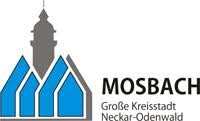 MOSBACH
Große Kreisstadt
Neckar-Odenwald